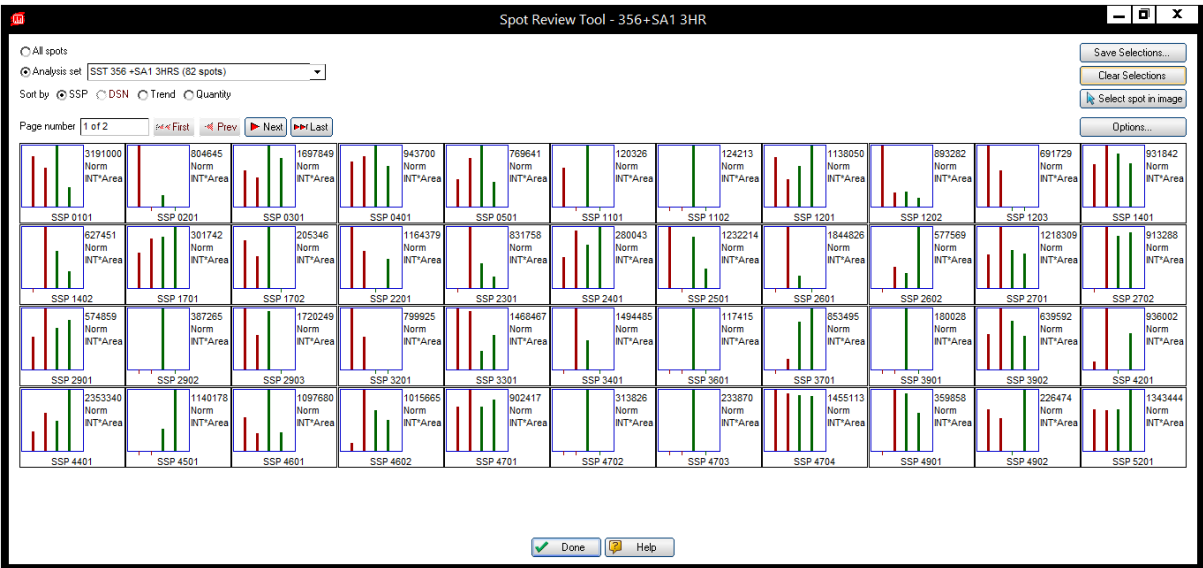 Spot Review Tool - 356+SA1 3HR
All spots
Analysis set SST 356 +SA1 3HRS (82 spots)
Sort by SSP DSN Trend Quantity
Page number 1 of 2 First Prev Next Last
Save Selections...
Clear Selections
Select spot in image
Options...
3191000 804645 1697849 943700 769641 120326 124213 1138050 893282 691729 931842
Norm Norm Norm Norm Norm Norm Norm Norm Norm Norm Norm
INT*Area INT*Area INT*Area INT*Area INT*Area INT*Area INT*Area INT*Area INT*Area INT*Area INT*Area
SSP 0101 SSP 0201 SSP 0301 SSP 0401 SSP 0501 SSP 1101 SSP 1102 SSP 1201 SSP 1202 SSP 1203 SSP 1401
627451 301742 205346 1164379 831758 280043 1232214 1844826 577569 1218309 913288
Norm Norm Norm Norm Norm Norm Norm Norm Norm Norm Norm
INT*Area INT*Area INT*Area INT*Area INT*Area INT*Area INT*Area INT*Area INT*Area INT*Area INT*Area
SSP 1402 SSP 1701 SSP 1702 SSP 2201 SSP 2301 SSP 2401 SSP 2501 SSP 2601 SSP 2602 SSP 2701 SSP 2702
574859 387265 1720249 799925 1468467 1494485 117415 853495 180028 639592 936002
Norm Norm Norm Norm Norm Norm Norm Norm Norm Norm Norm
INT*Area INT*Area INT*Area INT*Area INT*Area INT*Area INT*Area INT*Area INT*Area INT*Area INT*Area
SSP 2901 SSP 2902 SSP 2903 SSP 3201 SSP 3301 SSP 3401 SSP 3601 SSP 3701 SSP 3901 SSP 3902 SSP 4201
2353340 1140178 1097680 1015665 902417 313826 233870 1455113 359858 226474 1343444
Norm Norm Norm Norm Norm Norm Norm Norm Norm Norm Norm
INT*Area INT*Area INT*Area INT*Area INT*Area INT*Area INT*Area INT*Area INT*Area INT*Area INT*Area
SSP 4401 SSP 4501 SSP 4601 SSP 4602 SSP 4701 SSP 4702 SSP 4703 SSP 4704 SSP 4901 SSP 4902 SSP 5201
Done Help